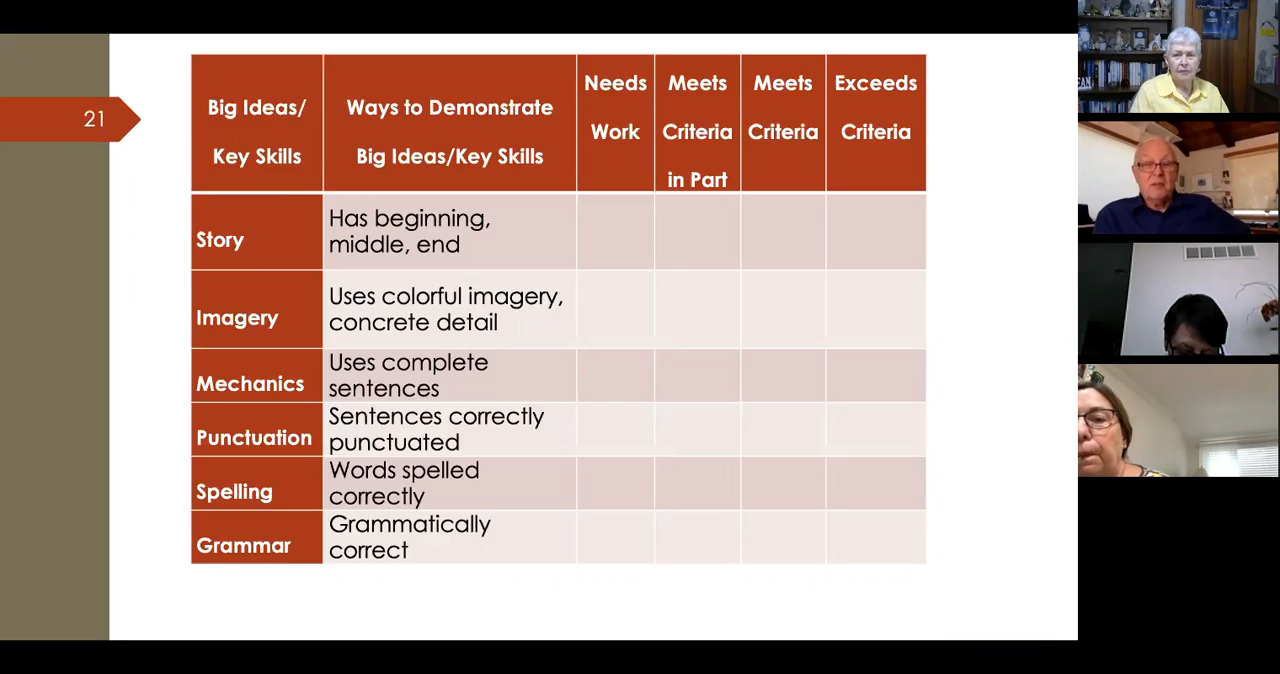 21
Big Ideas/
Key Skills
Ways to Demonstrate
Big Ideas/Key Skills
Needs
Work
Meets
Criteria
in Part
Meets
Criteria
Exceeds
Criteria
Story
Has beginning,
middle, end
Imagery
Uses colorful imagery,
concrete detail
Mechanics
Uses complete
sentences
Punctuation
Sentences correctly
punctuated
Spelling
Words spelled
correctly
Grammar
Grammatically
correct